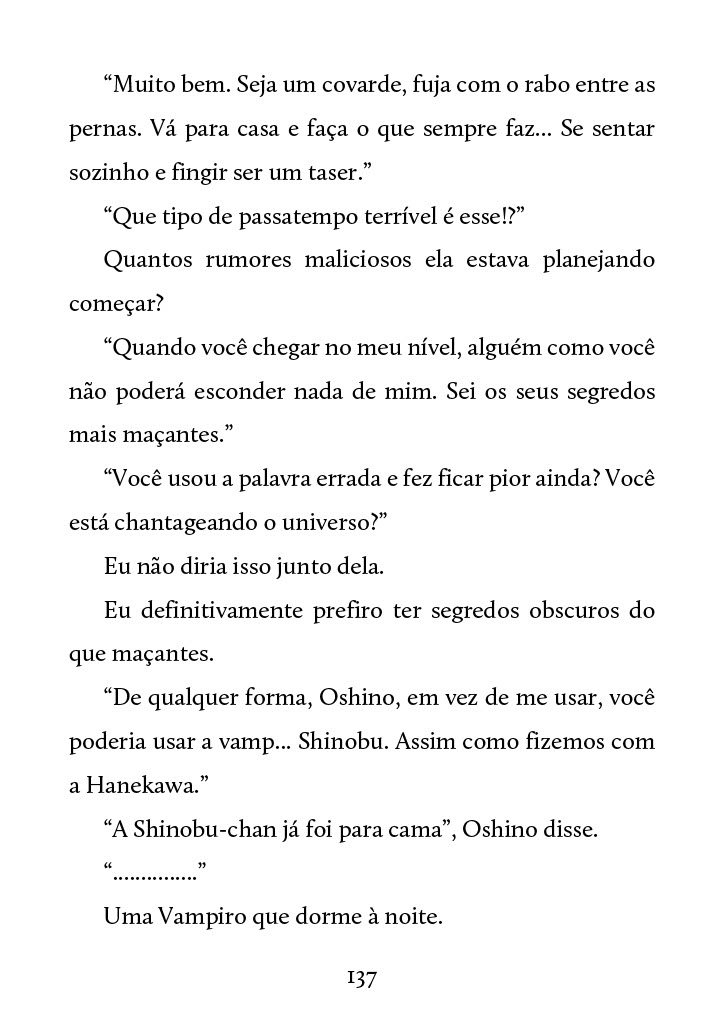 “Muito bem. Seja um covarde, fuja com o rabo entre as
pernas. Vá para casa e faça o que sempre faz... Se sentar
sozinho e fingir ser um taser.”
“Que tipo de passatempo terrível é esse!?”
Quantos rumores maliciosos ela estava planejando
começar?
“Quando você chegar no meu nível, alguém como você
não poderá esconder nada de mim. Sei os seus segredos
mais maçantes.”
“Você usou a palavra errada e fez ficar pior ainda? Você
está chantageando o universo?”
Eu não diria isso junto dela.
Eu definitivamente prefiro ter segredos obscuros do
que maçantes.
“De qualquer forma, Oshino, em vez de me usar, você
poderia usar a vamp... Shinobu. Assim como fizemos com
a Hanekawa.”
“A Shinobu-chan já foi para cama”, Oshino disse.
“...............”
Uma Vampiro que dorme à noite.
137